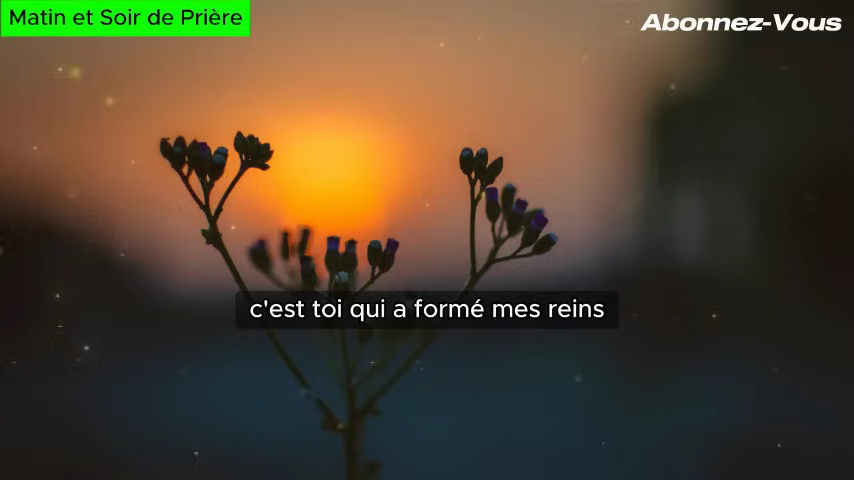 Matin et Soir de Prière
Abonnez-Vous
c'est toi qui a formé mes reins